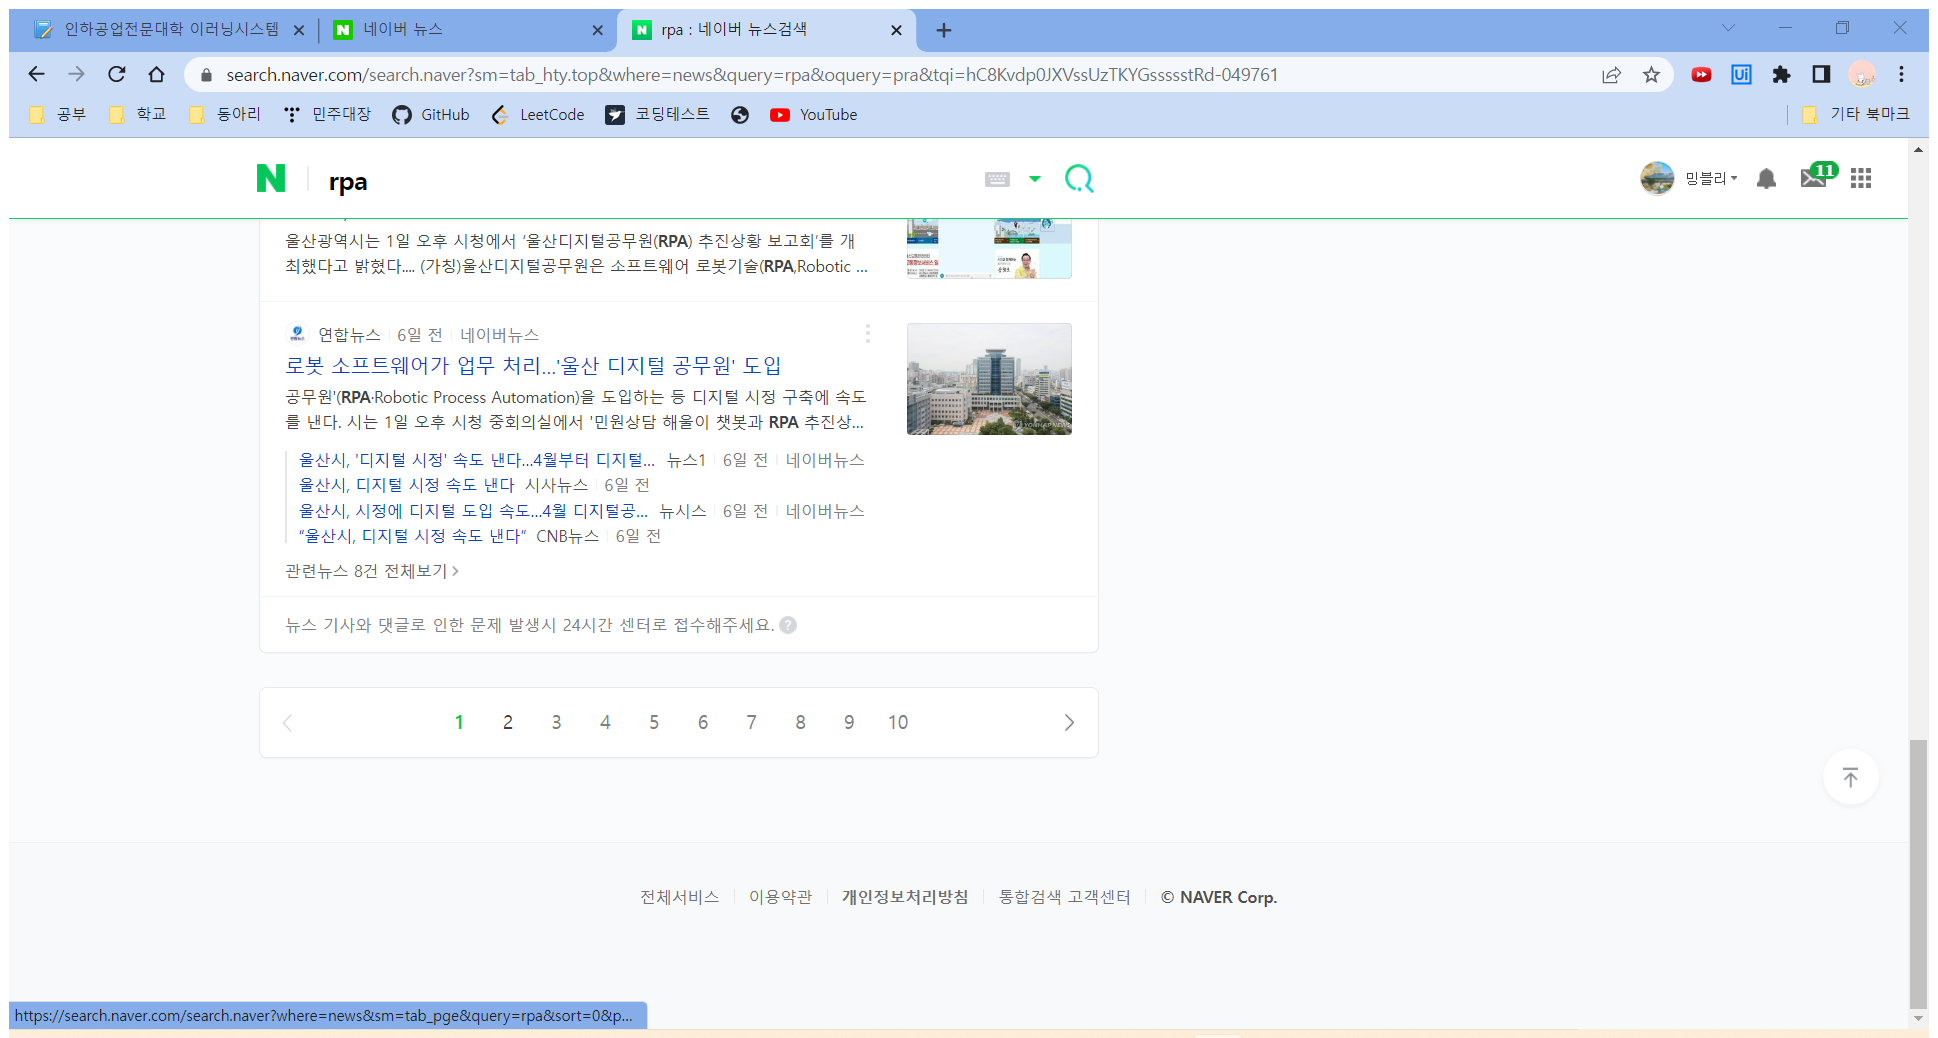 인하공업전문대학 이러닝시스템
네이버 뉴스
rpa : 네이버 뉴스검색
search.naver.com/search.naver?sm=tab_hty.top&where=news&query=rpa&oquery=pra&tqi=hC8Kvdp0JXVssUzTKYGssssstRd-049761
공부 학교 동아리 민주대장 GitHub LeetCode 코딩테스트 YouTube 기타 북마크
rpa
밍블리 11
울산광역시는 1일 오후 시청에서 ‘울산디지털공무원(RPA) 추진상황 보고회’를 개
최했다고 밝혔다.... (가칭)울산디지털공무원은 소프트웨어 로봇기술(RPA,Robotic ...
연합뉴스 6일 전 네이버뉴스
로봇 소프트웨어가 업무 처리…'울산 디지털 공무원' 도입
공무원'(RPA·Robotic Process Automation)을 도입하는 등 디지털 시정 구축에 속도
를 낸다. 시는 1일 오후 시청 중회의실에서 '민원상담 해울이 챗봇과 RPA 추진상...
울산시, '디지털 시정' 속도 낸다…4월부터 디지털... 뉴스1 6일 전 네이버뉴스
울산시, 디지털 시정 속도 낸다 시사뉴스 6일 전
울산시, 시정에 디지털 도입 속도…4월 디지털공... 뉴시스 6일 전 네이버뉴스
“울산시, 디지털 시정 속도 낸다” CNB뉴스 6일 전
관련뉴스 8건 전체보기
뉴스 기사와 댓글로 인한 문제 발생시 24시간 센터로 접수해주세요.
1 2 3 4 5 6 7 8 9 10
전체서비스 이용약관 개인정보처리방침 통합검색 고객센터 © NAVER Corp.
https://search.naver.com/search.naver?where=news&sm=tab_pge&query=rpa&sort=0&p...